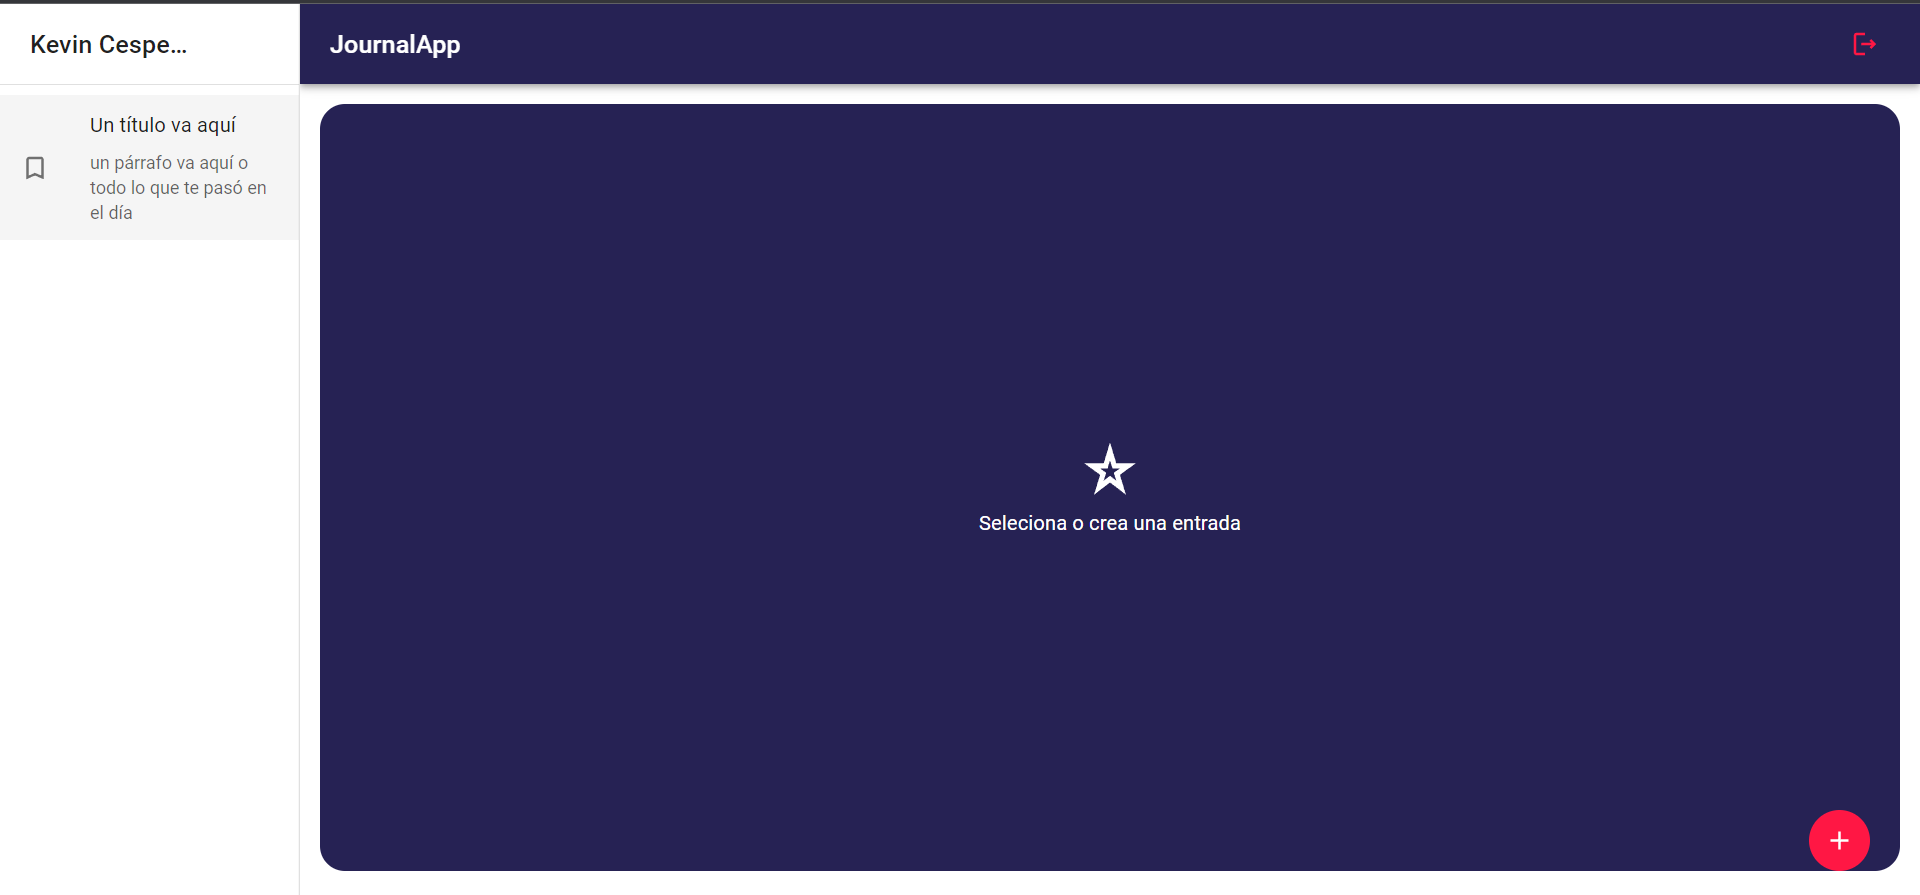 Kevin Cespe...
JournalApp
Un título va aquí
un párrafo va aquí o
todo lo que te pasó en
el día
Seleciona o crea una entrada